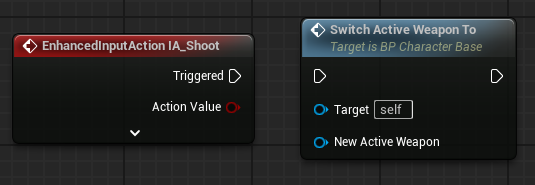 EnhancedInputAction IA_Shoot
Triggered
Action Value
Switch Active Weapon To
Target is BP Character Base
Target self
New Active Weapon